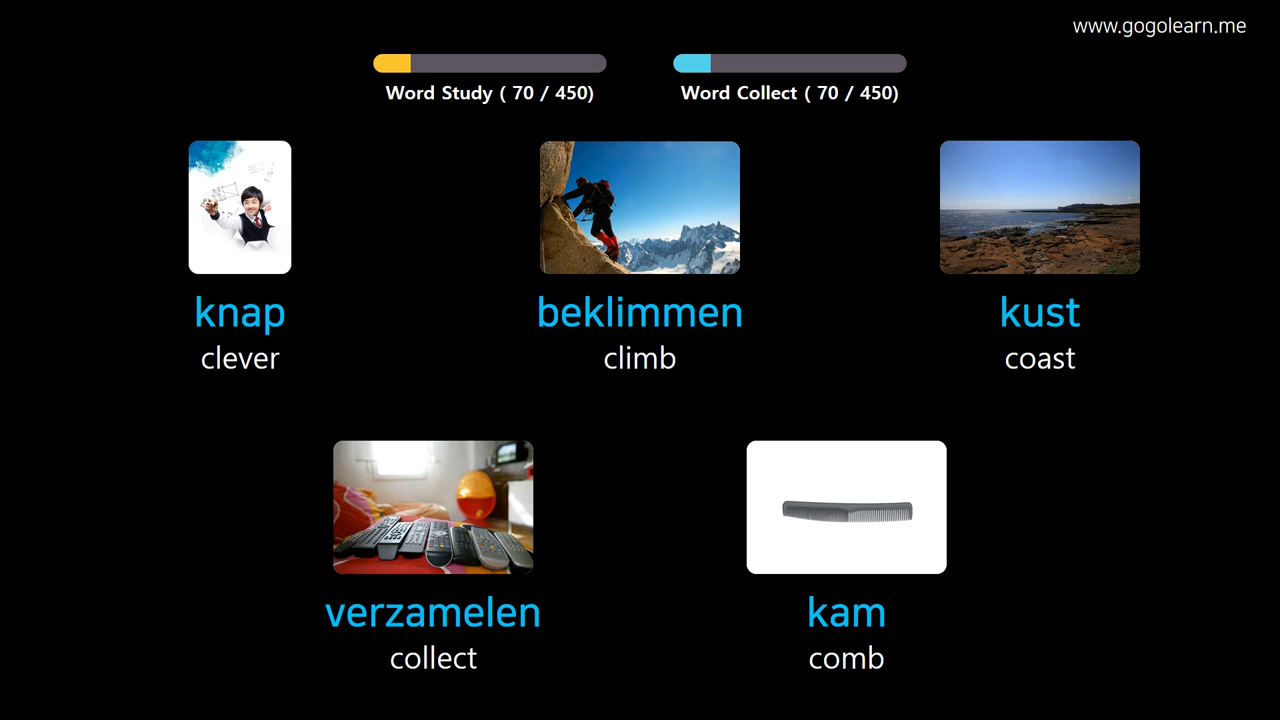 www.gogolearn.me
Word Study ( 70 / 450)
Word Collect ( 70 / 450)
knap
clever
beklimmen
climb
kust
coast
verzamelen
collect
kam
comb